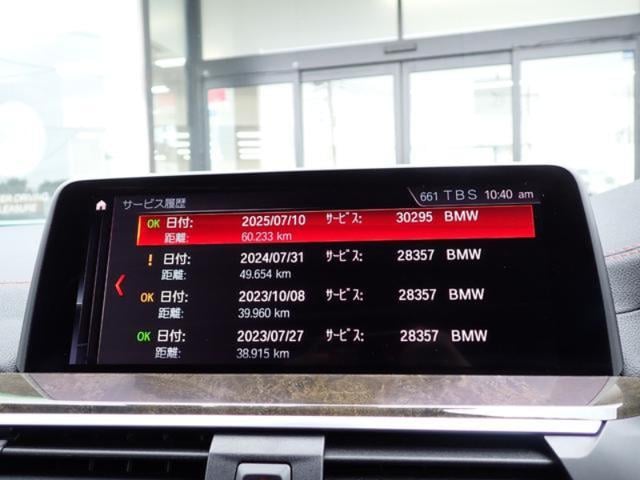 サービス履歴 661 TBS 10:40 am
OK 日付: 2025/07/10 ｻｰﾋﾞｽ: 30295 BMW
距離: 60.233 km
! 日付: 2024/07/31 ｻｰﾋﾞｽ: 28357 BMW
距離: 49.654 km
OK 日付: 2023/10/08 ｻｰﾋﾞｽ: 28357 BMW
距離: 39.960 km
OK 日付: 2023/07/27 ｻｰﾋﾞｽ: 28357 BMW
距離: 38.915 km
DRIVING